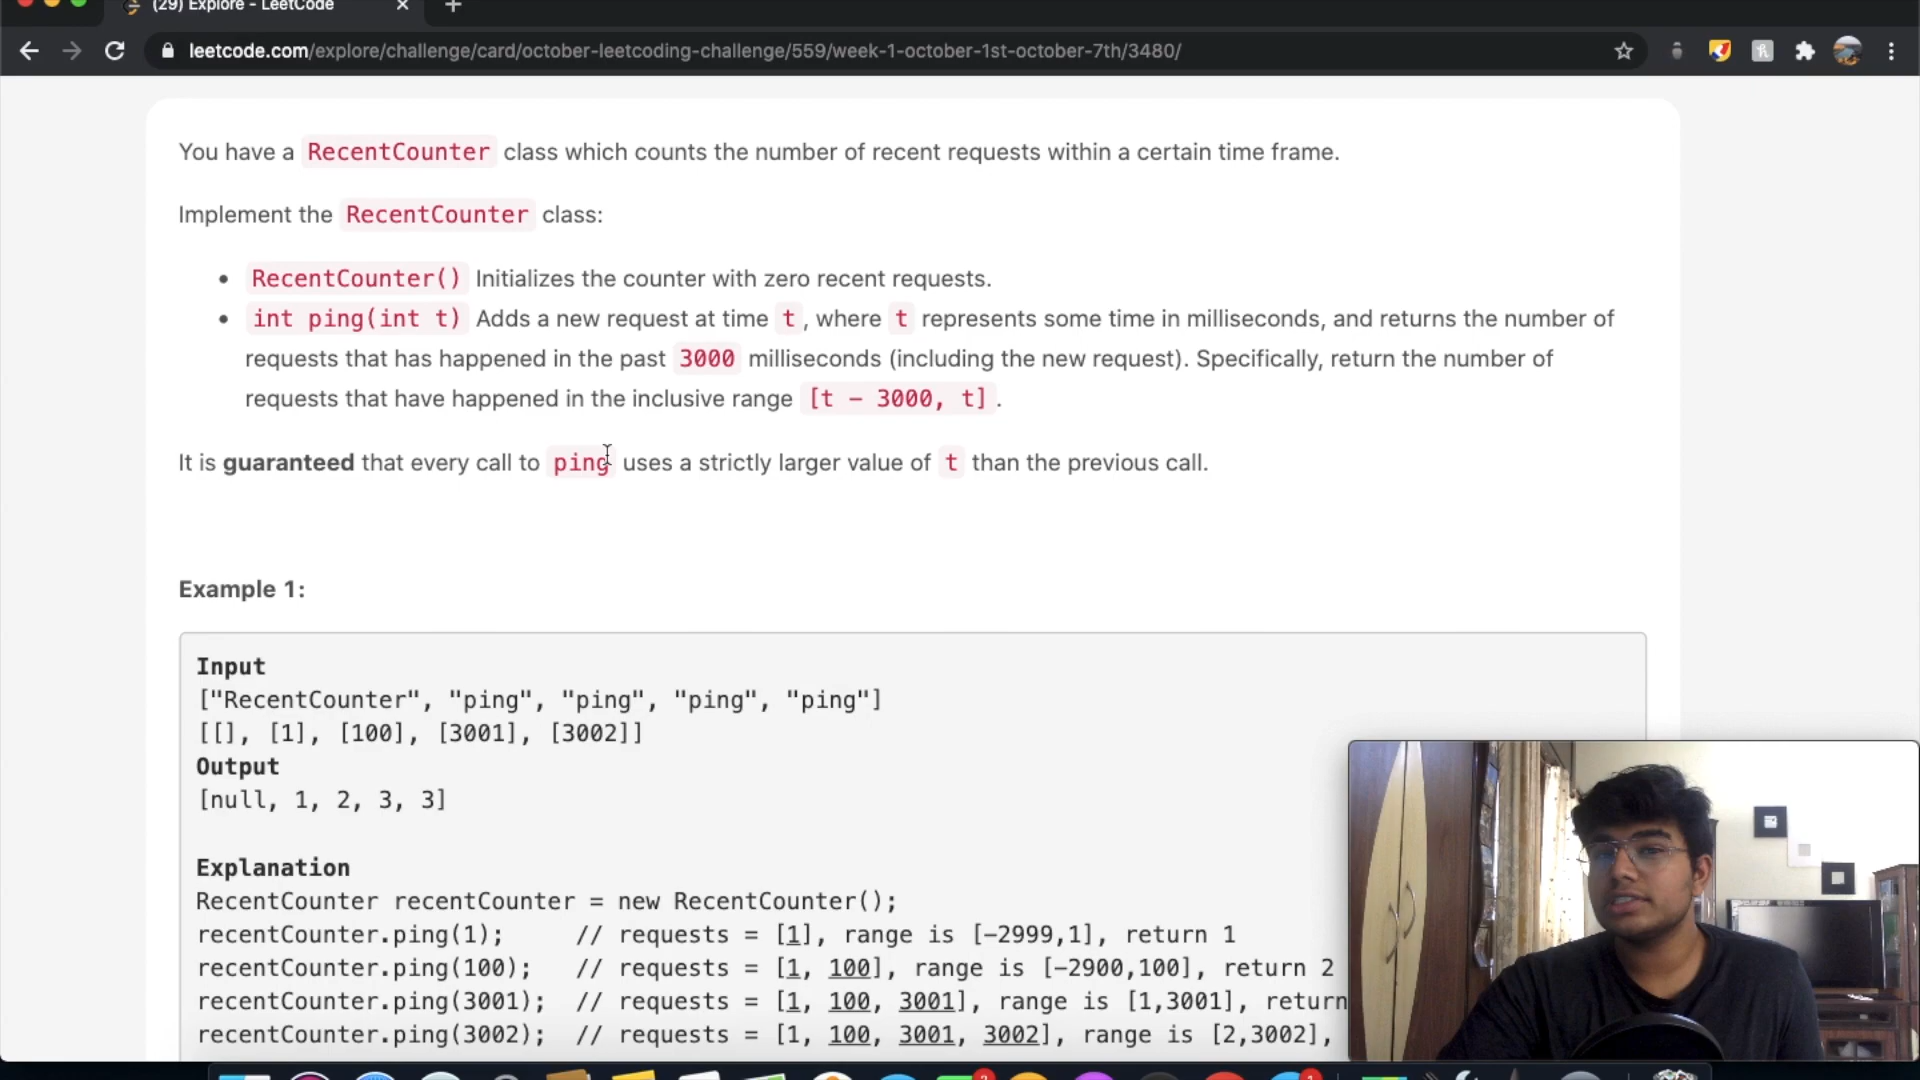 (29) Explore - LeetCode
leetcode.com/explore/challenge/card/october-leetcoding-challenge/559/week-1-october-1st-october-7th/3480/
You have a RecentCounter class which counts the number of recent requests within a certain time frame.
Implement the RecentCounter class:
• RecentCounter() Initializes the counter with zero recent requests.
• int ping(int t) Adds a new request at time t, where t represents some time in milliseconds, and returns the number of
requests that has happened in the past 3000 milliseconds (including the new request). Specifically, return the number of
requests that have happened in the inclusive range [t - 3000, t].
It is guaranteed that every call to ping uses a strictly larger value of t than the previous call.
Example 1:
Input
["RecentCounter", "ping", "ping", "ping", "ping"]
[[], [1], [100], [3001], [3002]]
Output
[null, 1, 2, 3, 3]
Explanation
RecentCounter recentCounter = new RecentCounter();
recentCounter.ping(1);     // requests = [1], range is [-2999,1], return 1
recentCounter.ping(100);   // requests = [1, 100], range is [-2900,100], return 2
recentCounter.ping(3001);  // requests = [1, 100, 3001], range is [1,3001], return
recentCounter.ping(3002);  // requests = [1, 100, 3001, 3002], range is [2,3002],